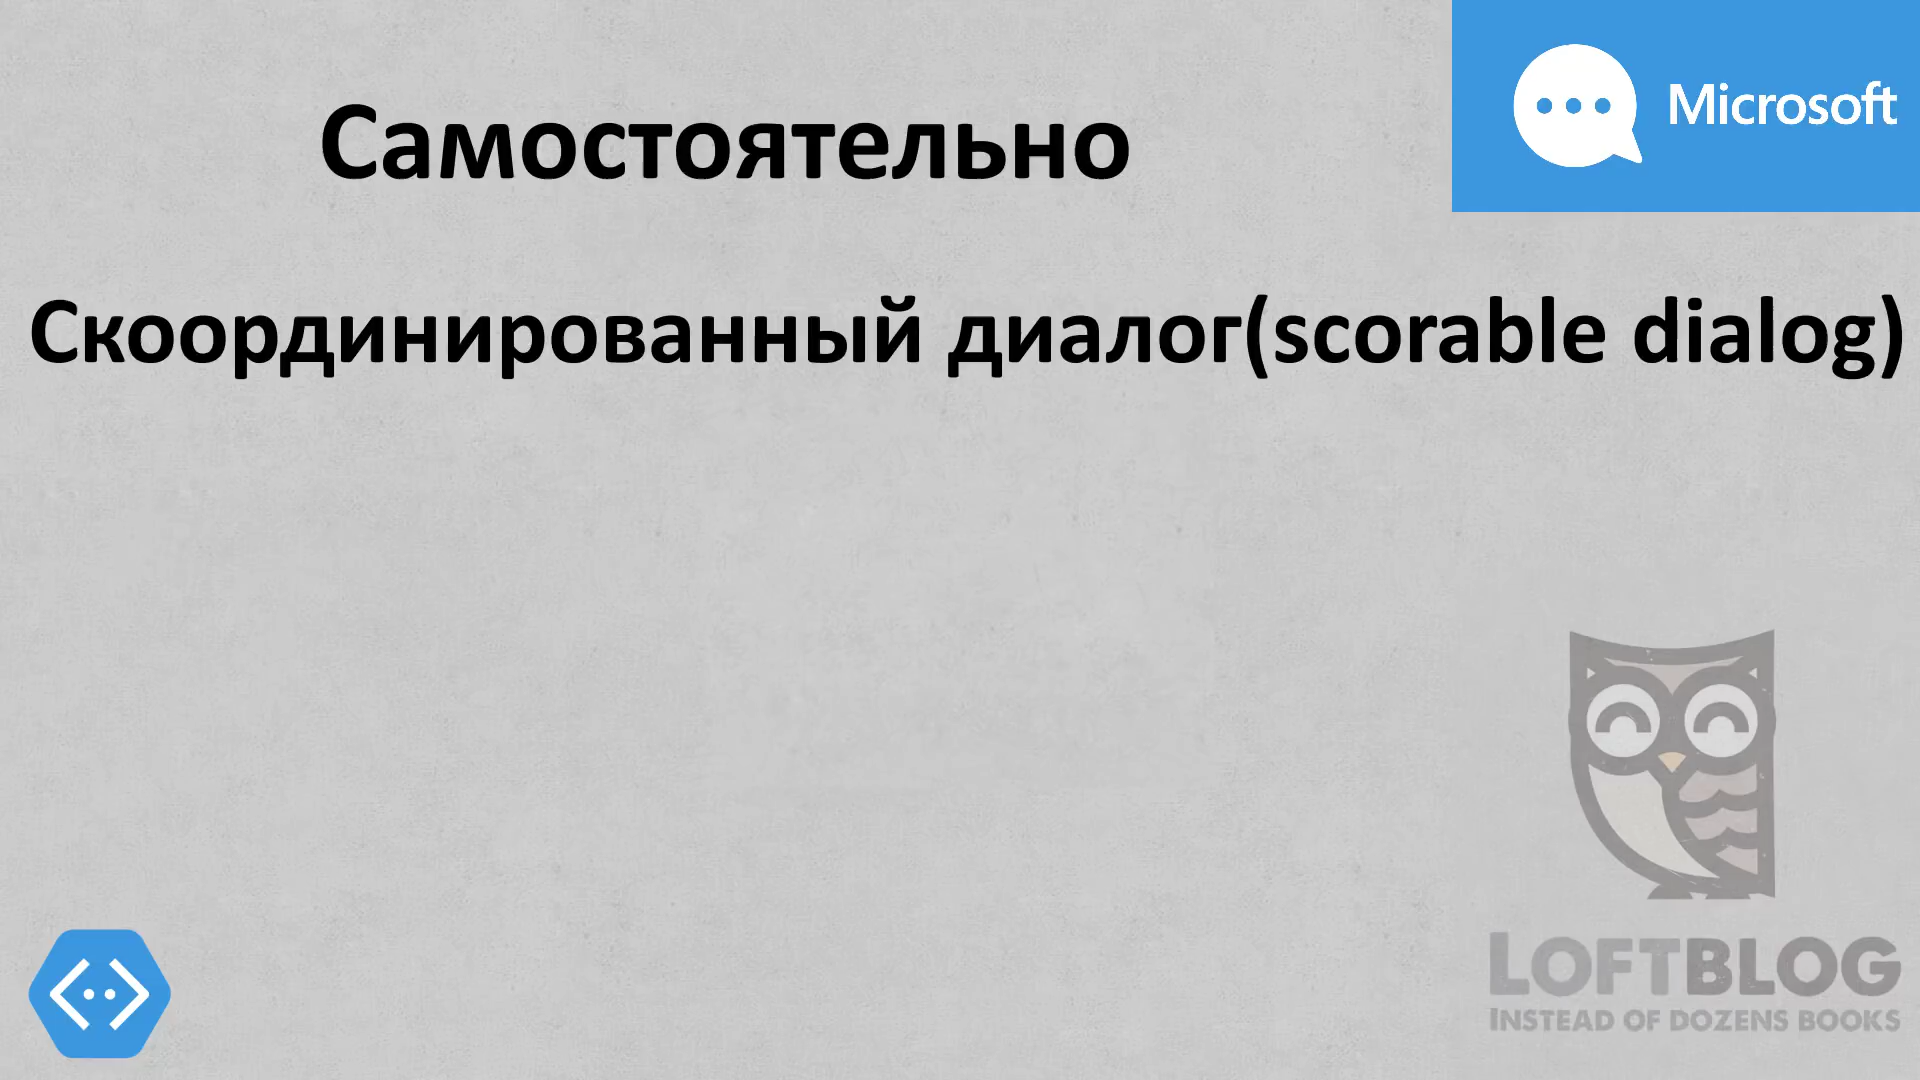 Самостоятельно
Microsoft
Скоординированный диалог(scorable dialog)
LOFTBLOG
INSTEAD OF DOZENS BOOKS